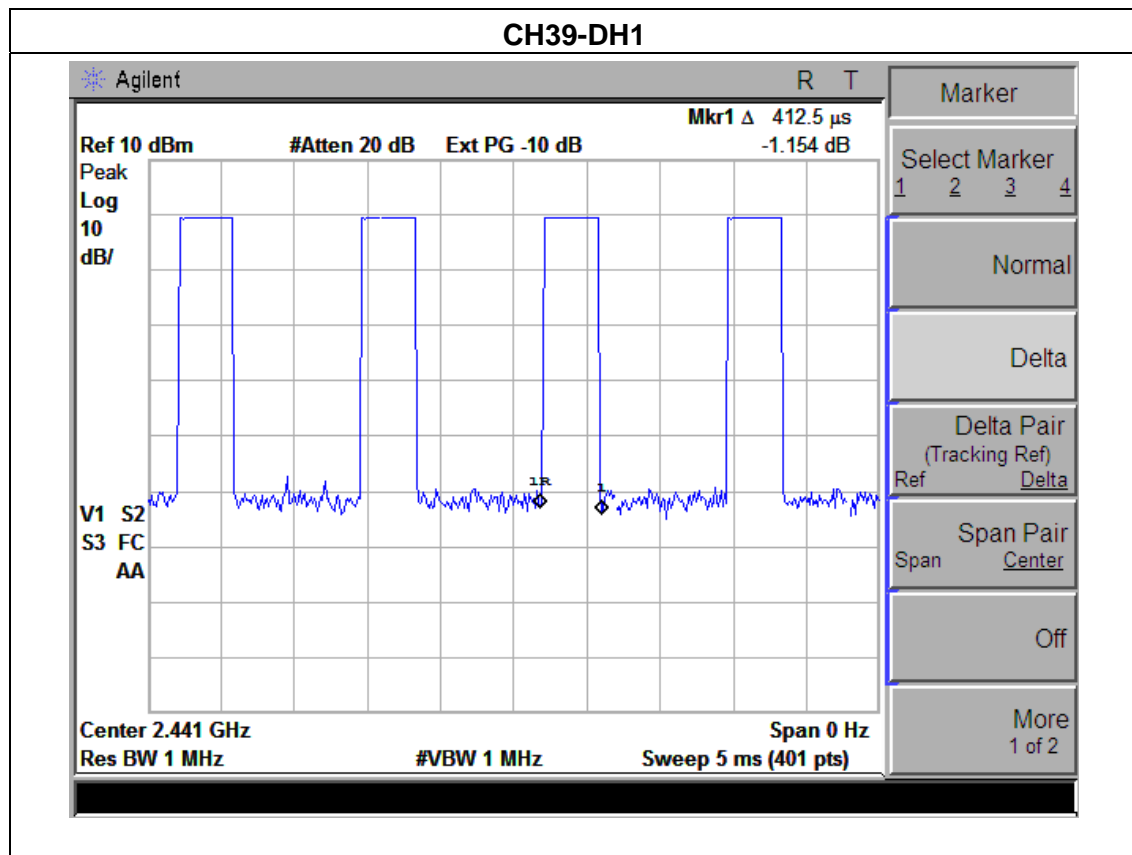 CH39-DH1
Agilent R T
Mkr1 Δ 412.5 µs
Ref 10 dBm #Atten 20 dB Ext PG -10 dB -1.154 dB
Peak
Log
10
dB/
1R 1
V1 S2
S3 FC
AA
Center 2.441 GHz Span 0 Hz
Res BW 1 MHz #VBW 1 MHz Sweep 5 ms (401 pts)
Marker
Select Marker
1 2 3 4
Normal
Delta
Delta Pair
(Tracking Ref)
Ref Delta
Span Pair
Span Center
Off
More
1 of 2